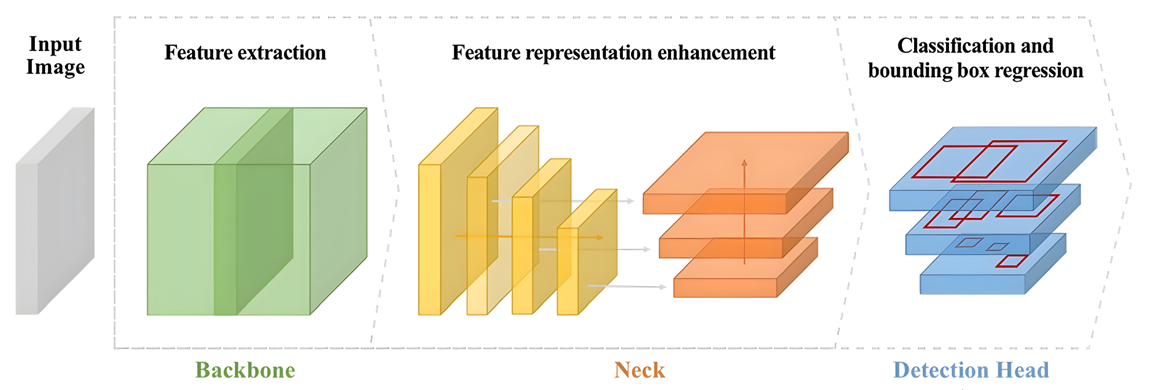 Input
Image
Feature extraction
Feature representation enhancement
Classification and
bounding box regression
Backbone
Neck
Detection Head